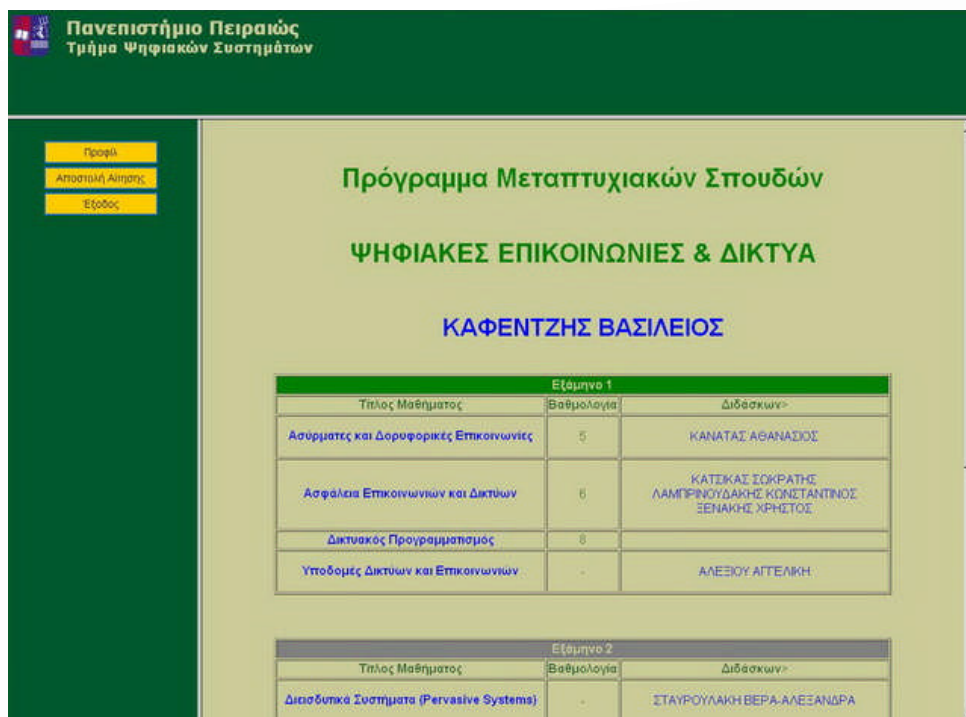 Πανεπιστήμιο Πειραιώς
Τμήμα Ψηφιακών Συστημάτων
Προφίλ
Αποστολή Αίτησης
Έξοδος
Πρόγραμμα Μεταπτυχιακών Σπουδών
ΨΗΦΙΑΚΕΣ ΕΠΙΚΟΙΝΩΝΙΕΣ & ΔΙΚΤΥΑ
ΚΑΦΕΝΤΖΗΣ ΒΑΣΙΛΕΙΟΣ
Εξάμηνο 1
Τίτλος Μαθήματος Βαθμολογία Διδάσκων>
Ασύρματες και Δορυφορικές Επικοινωνίες 5 ΚΑΝΑΤΑΣ ΑΘΑΝΑΣΙΟΣ
Ασφάλεια Επικοινωνιών και Δικτύων 6 ΚΑΤΣΙΚΑΣ ΣΩΚΡΑΤΗΣ
ΛΑΜΠΡΙΝΟΥΔΑΚΗΣ ΚΩΝΣΤΑΝΤΙΝΟΣ
ΞΕΝΑΚΗΣ ΧΡΗΣΤΟΣ
Δικτυακός Προγραμματισμός 8
Υποδομές Δικτύων και Επικοινωνιών - ΑΛΕΞΙΟΥ ΑΓΓΕΛΙΚΗ
Εξάμηνο 2
Τίτλος Μαθήματος Βαθμολογία Διδάσκων>
Διεισδυτικά Συστήματα (Pervasive Systems) - ΣΤΑΥΡΟΥΛΑΚΗ ΒΕΡΑ-ΑΛΕΞΑΝΔΡΑ